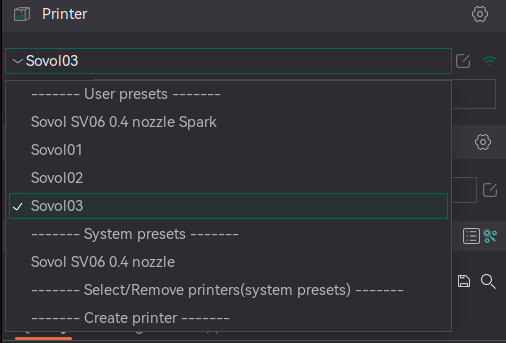 Printer
Sovol03
------- User presets -------
Sovol SV06 0.4 nozzle Spark
Sovol01
Sovol02
Sovol03
------- System presets -------
Sovol SV06 0.4 nozzle
------- Select/Remove printers(system presets) -------
------- Create printer -------